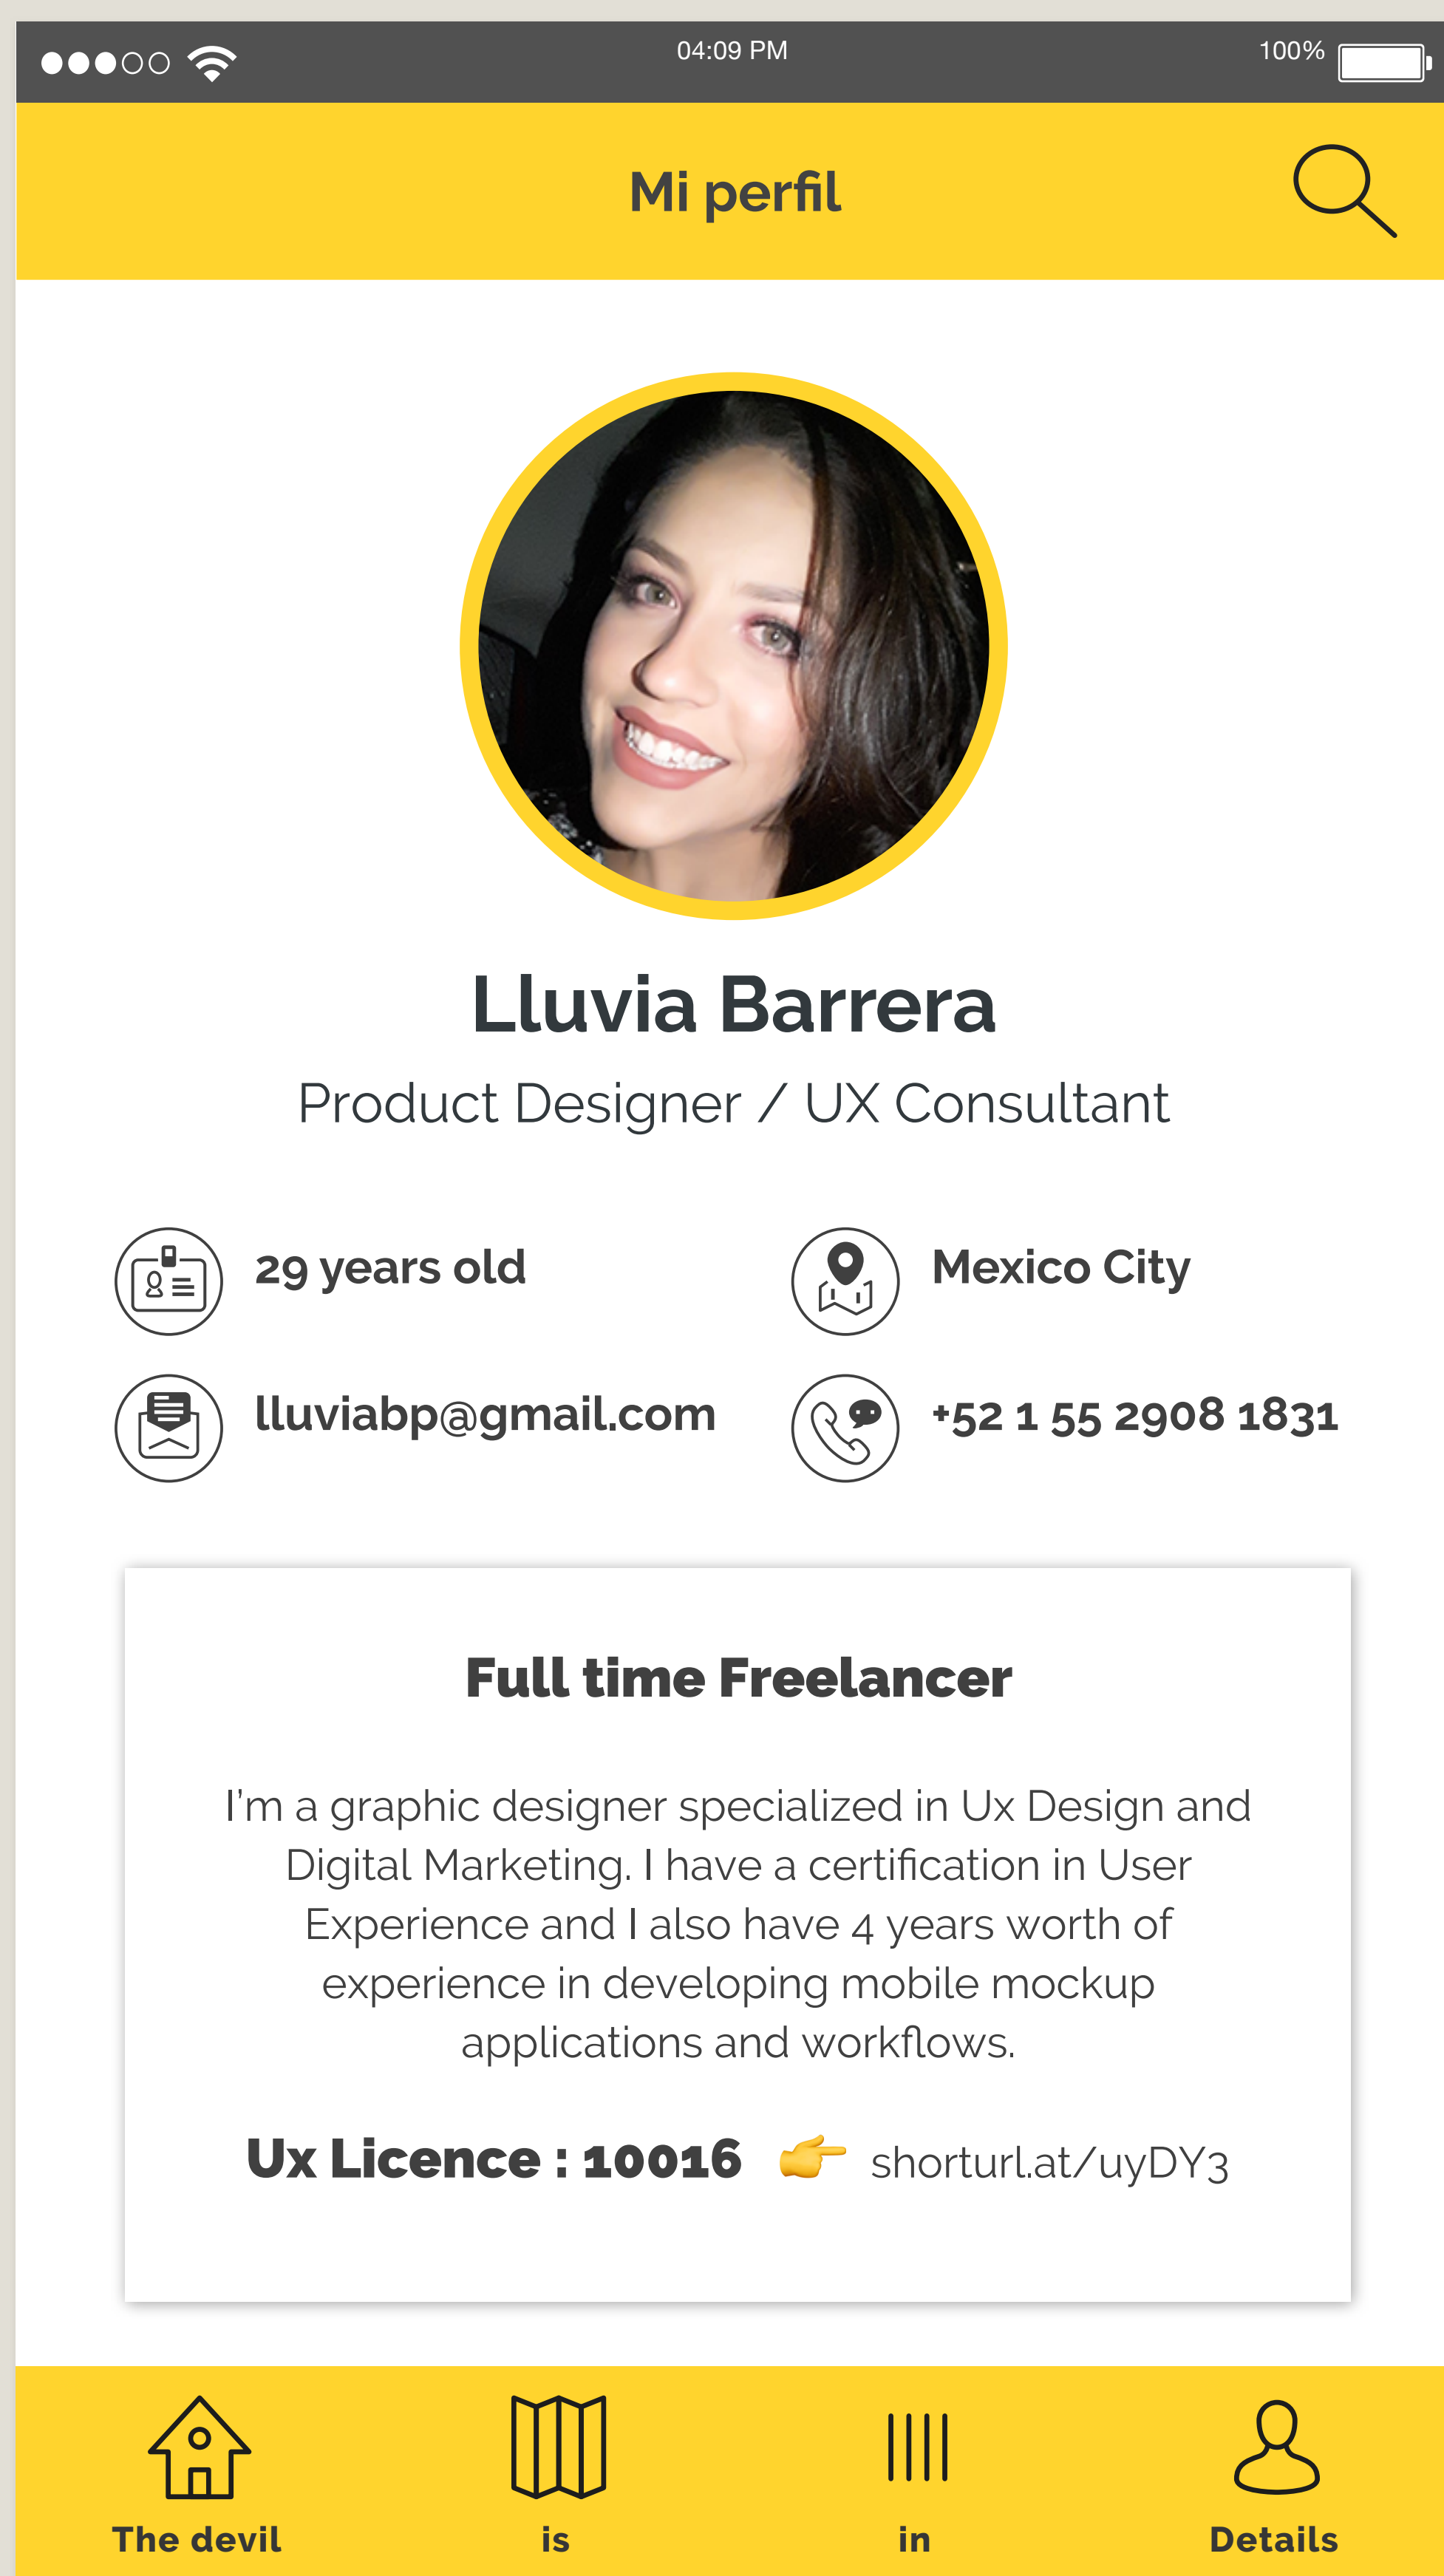 04:09 PM
100%
Mi perfil
Lluvia Barrera
Product Designer / UX Consultant
29 years old
Mexico City
lluviabp@gmail.com
+52 1 55 2908 1831
Full time Freelancer
I'm a graphic designer specialized in Ux Design and
Digital Marketing. I have a certification in User
Experience and I also have 4 years worth of
experience in developing mobile mockup
applications and workflows.
Ux Licence : 10016 👉 shorturl.at/uyDY3
The devil
is
in
Details